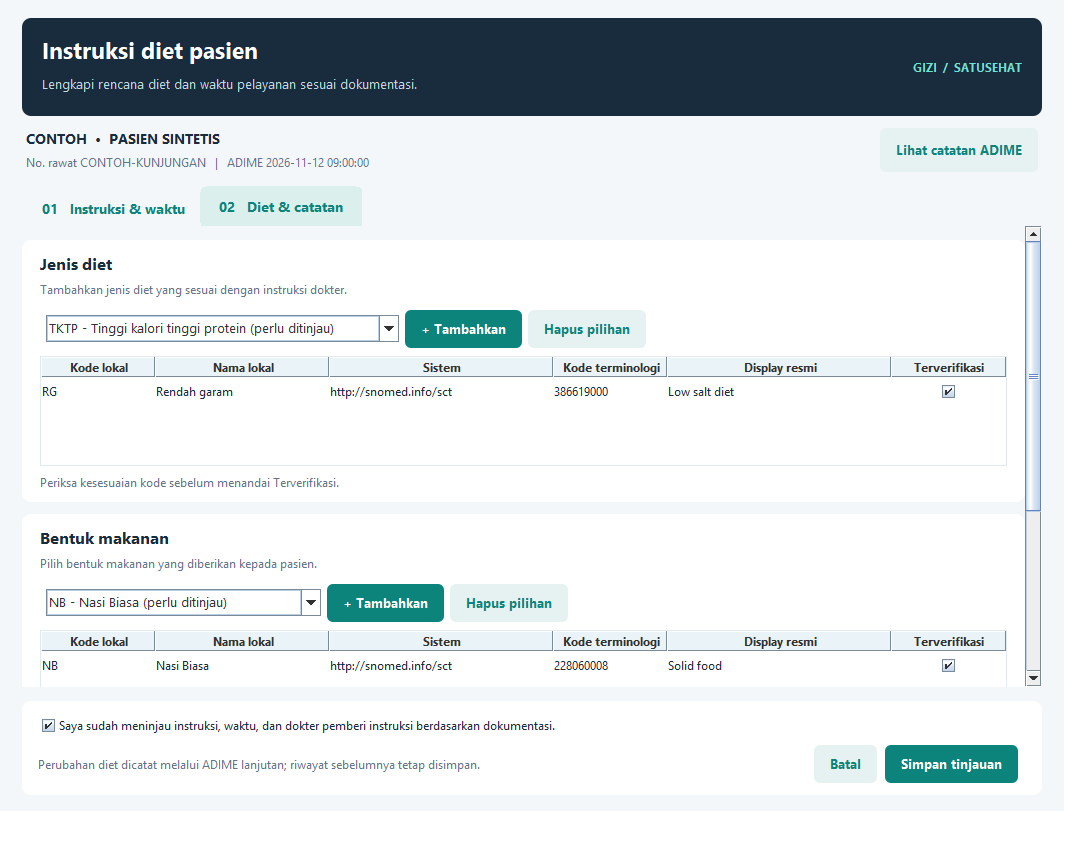 Instruksi diet pasien
Lengkapi rencana diet dan waktu pelayanan sesuai dokumentasi.
GIZI / SATUSEHAT
CONTOH • PASIEN SINTETIS
No. rawat CONTOH-KUNJUNGAN | ADIME 2026-11-12 09:00:00
Lihat catatan ADIME
01 Instruksi & waktu
02 Diet & catatan
Jenis diet
Tambahkan jenis diet yang sesuai dengan instruksi dokter.
TKTP - Tinggi kalori tinggi protein (perlu ditinjau)
+ Tambahkan
Hapus pilihan
Kode lokal Nama lokal Sistem Kode terminologi Display resmi Terverifikasi
RG Rendah garam http://snomed.info/sct 386619000 Low salt diet
Periksa kesesuaian kode sebelum menandai Terverifikasi.
Bentuk makanan
Pilih bentuk makanan yang diberikan kepada pasien.
NB - Nasi Biasa (perlu ditinjau)
+ Tambahkan
Hapus pilihan
Kode lokal Nama lokal Sistem Kode terminologi Display resmi Terverifikasi
NB Nasi Biasa http://snomed.info/sct 228060008 Solid food
Saya sudah meninjau instruksi, waktu, dan dokter pemberi instruksi berdasarkan dokumentasi.
Perubahan diet dicatat melalui ADIME lanjutan; riwayat sebelumnya tetap disimpan.
Batal
Simpan tinjauan